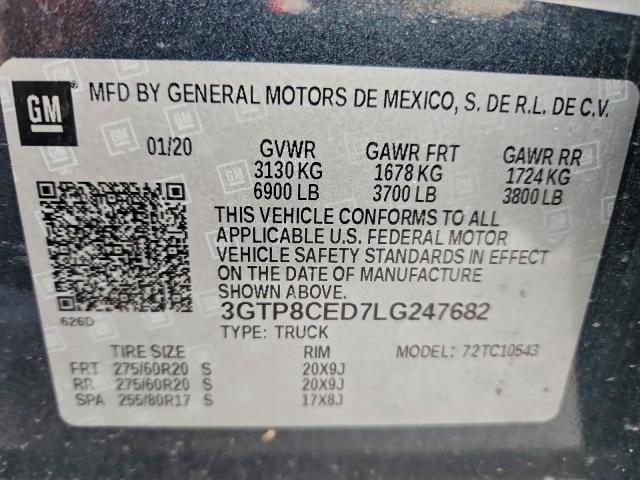 GM
MFD BY GENERAL MOTORS DE MEXICO, S. DE R.L. DE C.V.
01/20 GVWR GAWR FRT GAWR RR
3130 KG 1678 KG 1724 KG
6900 LB 3700 LB 3800 LB
THIS VEHICLE CONFORMS TO ALL
APPLICABLE U.S. FEDERAL MOTOR
VEHICLE SAFETY STANDARDS IN EFFECT
ON THE DATE OF MANUFACTURE
SHOWN ABOVE.
626D 3GTP8CED7LG247682
TYPE: TRUCK
TIRE SIZE RIM MODEL: 72TC10543
FRT 275/60R20 S 20X9J
RR 275/60R20 S 20X9J
SPA 255/80R17 S 17X8J